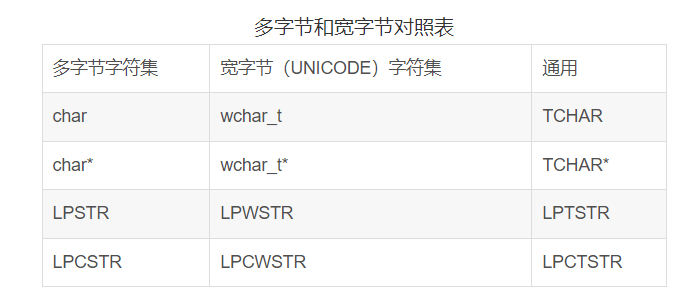 多字节和宽字节对照表
多字节字符集 宽字节（UNICODE）字符集 通用
char wchar_t TCHAR
char* wchar_t* TCHAR*
LPSTR LPWSTR LPTSTR
LPCSTR LPCWSTR LPCTSTR